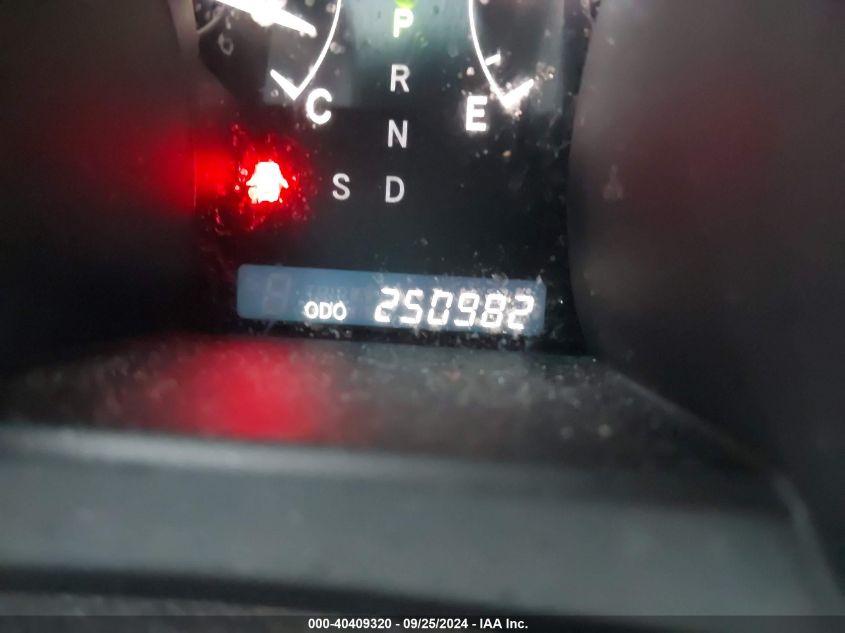 P
R
C E
N
S D
ODO 250982
000-40409320 - 09/25/2024 - IAA Inc.